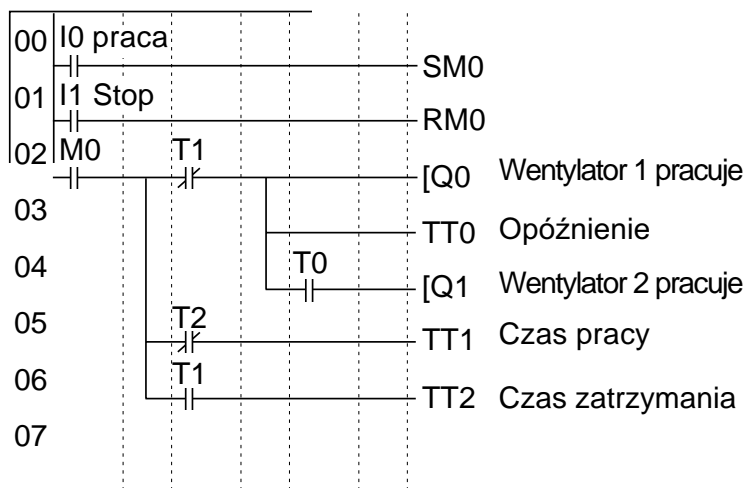 00 I0 praca
SM0
01 I1 Stop
RM0
02 M0 T1
[Q0 Wentylator 1 pracuje
03
TT0 Opóźnienie
04 T0
[Q1 Wentylator 2 pracuje
05 T2
TT1 Czas pracy
06 T1
TT2 Czas zatrzymania
07